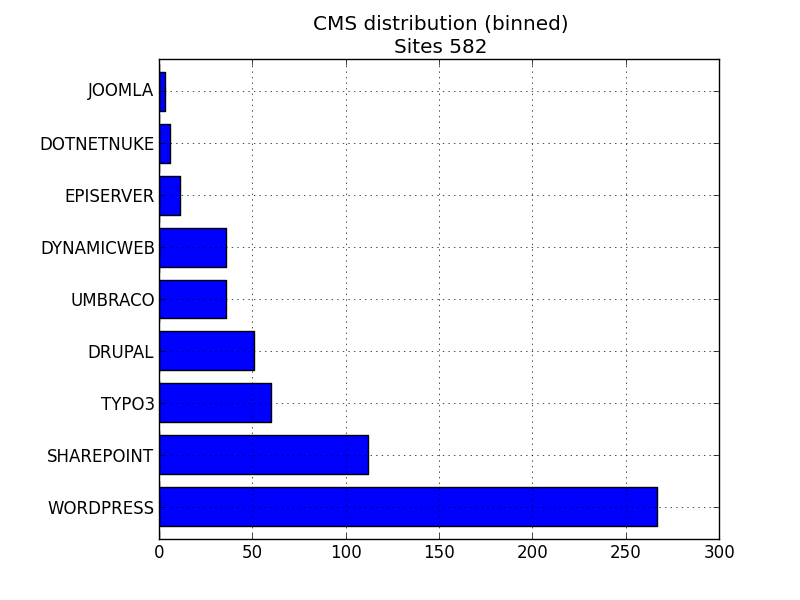 CMS distribution (binned)
Sites 582
JOOMLA
DOTNETNUKE
EPISERVER
DYNAMICWEB
UMBRACO
DRUPAL
TYPO3
SHAREPOINT
WORDPRESS
0 50 100 150 200 250 300